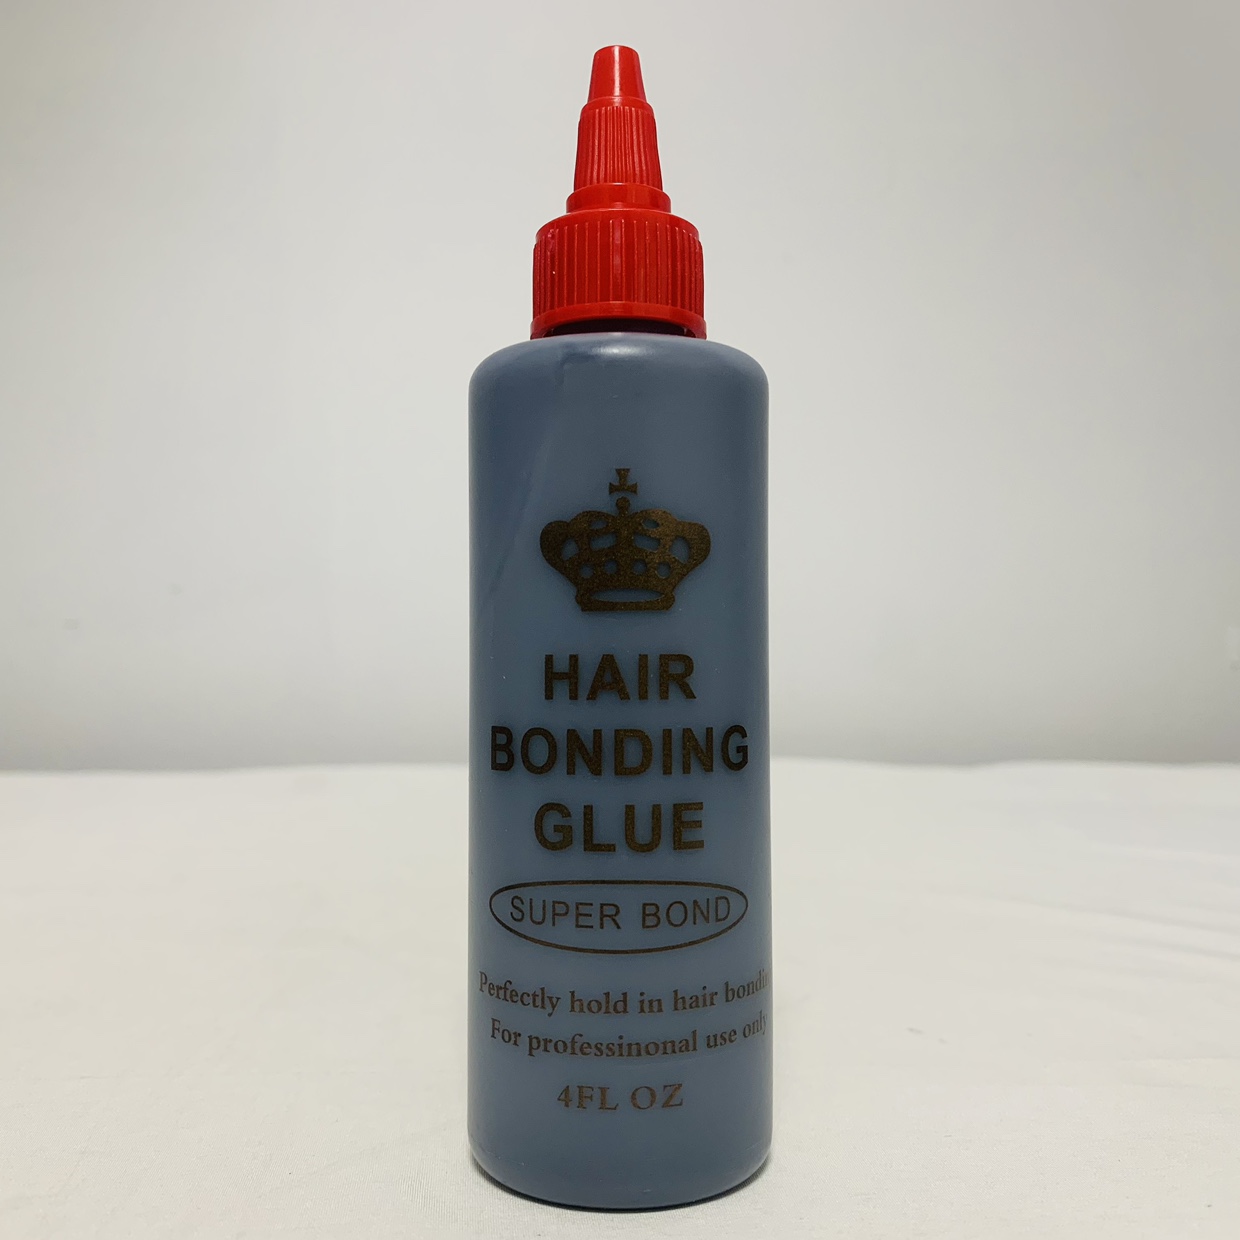 HAIR
BONDING
GLUE
SUPER BOND
Perfectly hold in hair bondin
For professinonal use only
4FL OZ